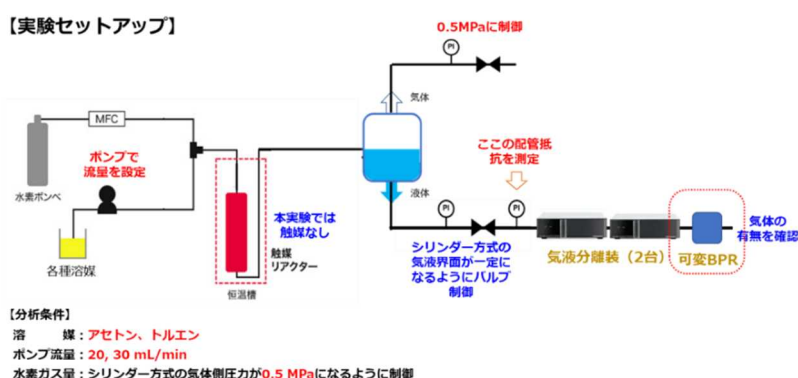 【実験セットアップ】
0.5MPaに制御
PI
気体
MFC
ポンプで
流量を設定
水素ボンベ
各種溶媒
本実験では
触媒なし
触媒
リアクター
恒温槽
液体
ここの配管抵
抗を測定
PI
PI
シリンダー方式の
気液界面が一定に
なるようにバルブ
制御
気液分離装（2台）
可変BPR
気体の
有無を確認
【分析条件】
溶　　媒：アセトン、トルエン
ポンプ流量：20, 30 mL/min
水素ガス量：シリンダー方式の気体側圧力が0.5 MPaになるように制御